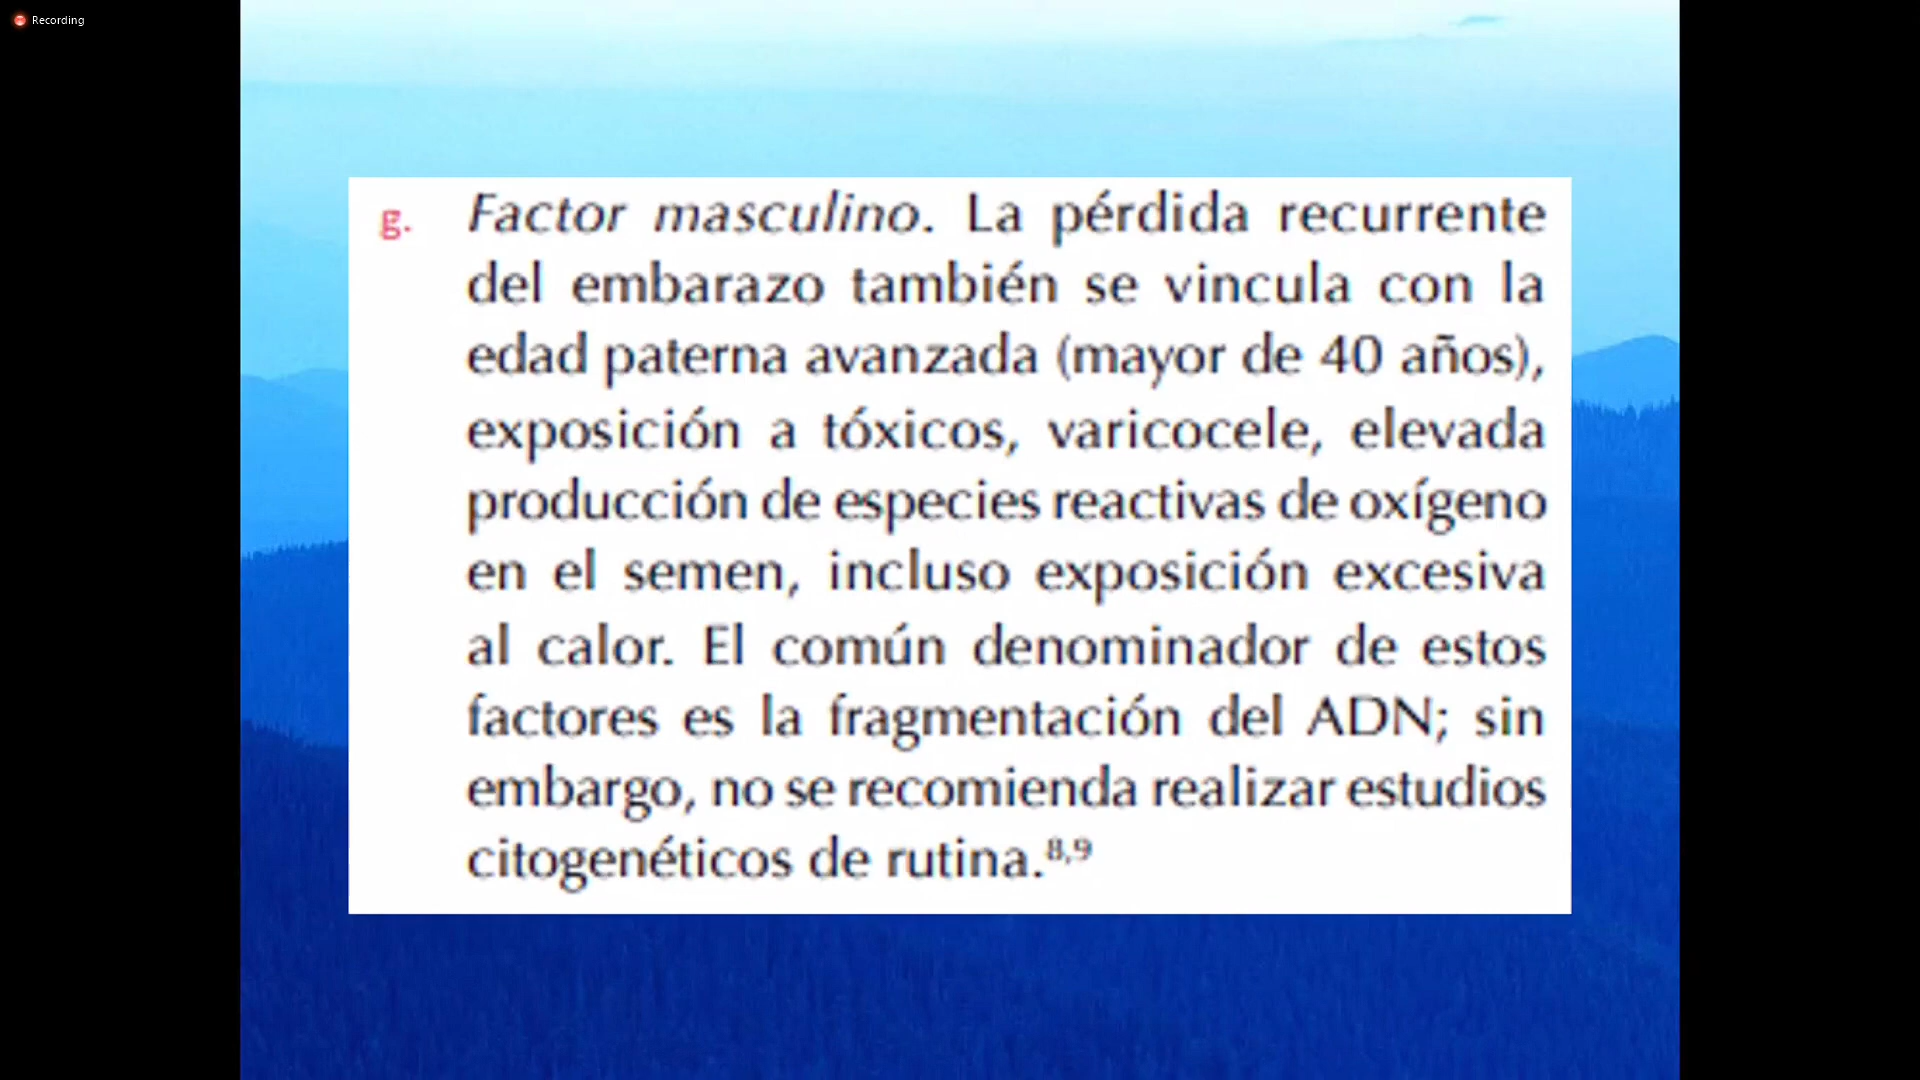 Recording
g. Factor masculino. La pérdida recurrente
del embarazo también se vincula con la
edad paterna avanzada (mayor de 40 años),
exposición a tóxicos, varicocele, elevada
producción de especies reactivas de oxígeno
en el semen, incluso exposición excesiva
al calor. El común denominador de estos
factores es la fragmentación del ADN; sin
embargo, no se recomienda realizar estudios
citogenéticos de rutina.8,9